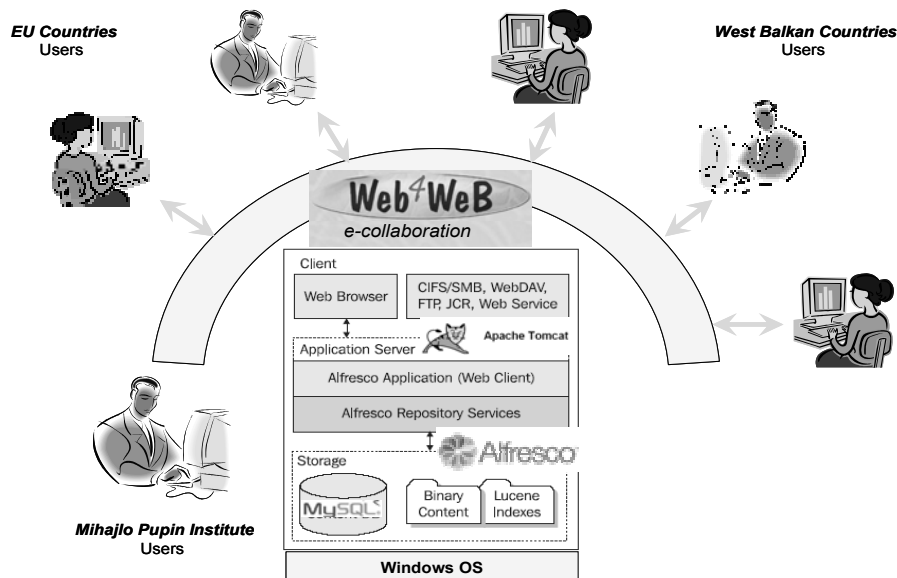 EU Countries
Users
West Balkan Countries
Users
Web4WeB
e-collaboration
Client
Web Browser
CIFS/SMB, WebDAV,
FTP, JCR, Web Service
Apache Tomcat
Application Server
Alfresco Application (Web Client)
Alfresco Repository Services
Alfresco
Storage
MySQL
Binary
Content
Lucene
Indexes
Mihajlo Pupin Institute
Users
Windows OS